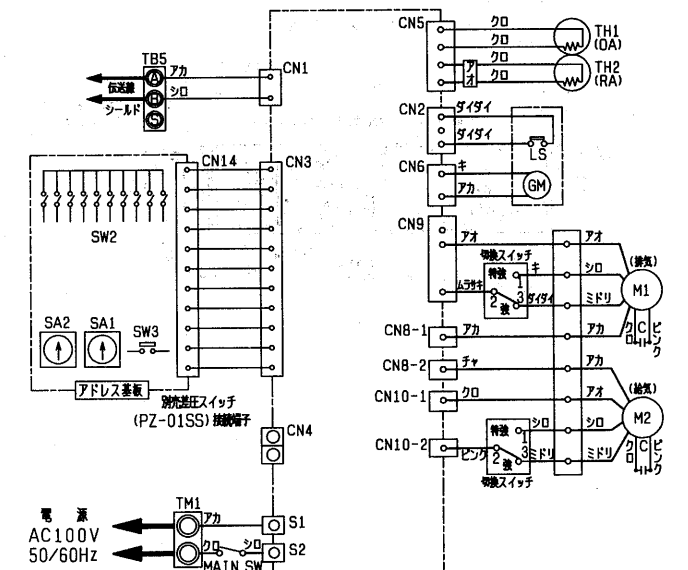 CN5
クロ
クロ
クロ
クロ
アオ
TH1
(OA)
TH2
(RA)
TB5
A
アカ
伝送線
B
シロ
シールド
S
CN1
CN2
ダイダイ
ダイダイ
LS
CN6
キ
アカ
GM
CN14
CN3
SW2
SA2
SA1
SW3
アドレス基板
別売差圧スイッチ
(PZ-01SS)接続端子
CN9
アオ
アオ
切換スイッチ
特強
キ
シロ
1
ムラサキ
2
3
強
ダイダイ
ミドリ
(排気)
M1
C
クロ
ピンク
CN8-1
アカ
アカ
CN8-2
チャ
アカ
CN10-1
クロ
アオ
CN10-2
ピンク
特強
シロ
シロ
1
2
3
強
ミドリ
ミドリ
切換スイッチ
(給気)
M2
C
クロ
ピンク
CN4
電源
AC100V
50/60Hz
TM1
アカ
クロ
シロ
MAIN SW
S1
S2